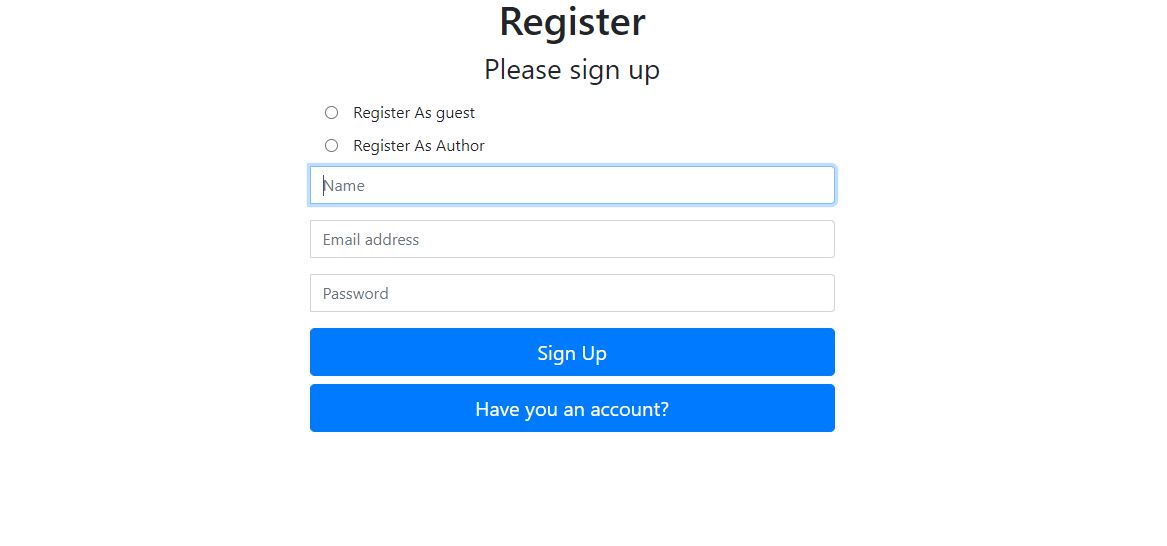 Register
Please sign up
Register As guest
Register As Author
Name
Email address
Password
Sign Up
Have you an account?